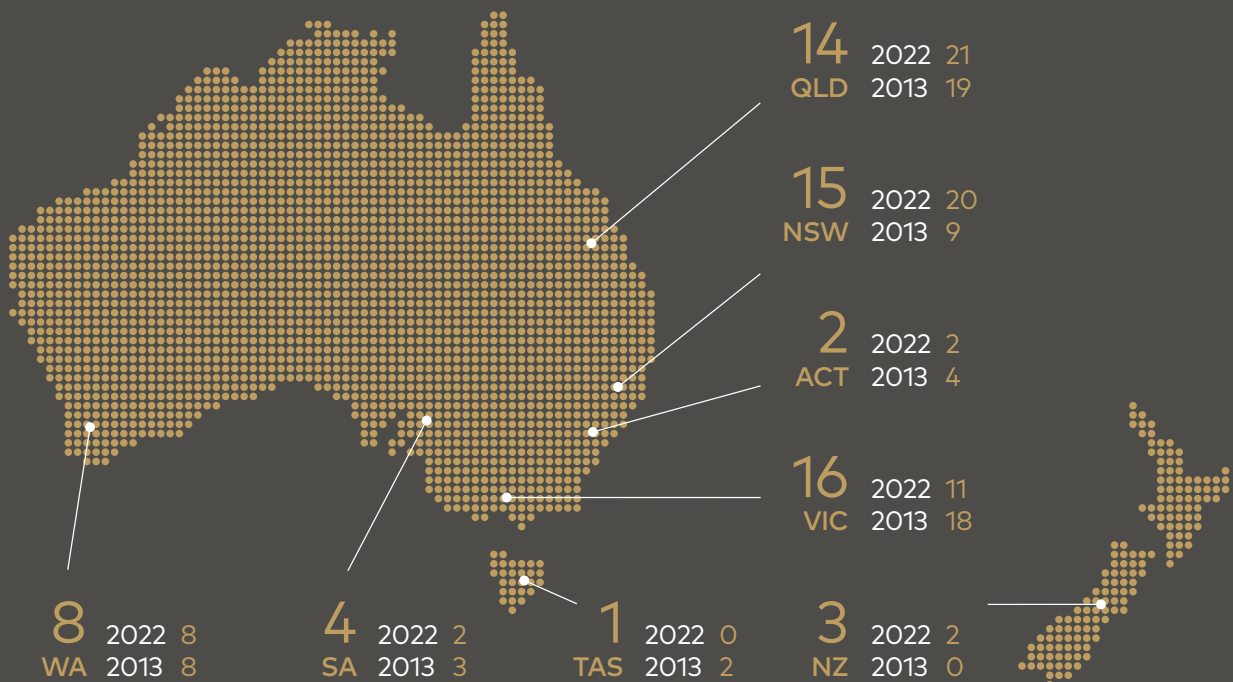 14 2022 21
QLD 2013 19
15 2022 20
NSW 2013 9
2 2022 2
ACT 2013 4
16 2022 11
VIC 2013 18
8 2022 8
WA 2013 8
4 2022 2
SA 2013 3
1 2022 0
TAS 2013 2
3 2022 2
NZ 2013 0